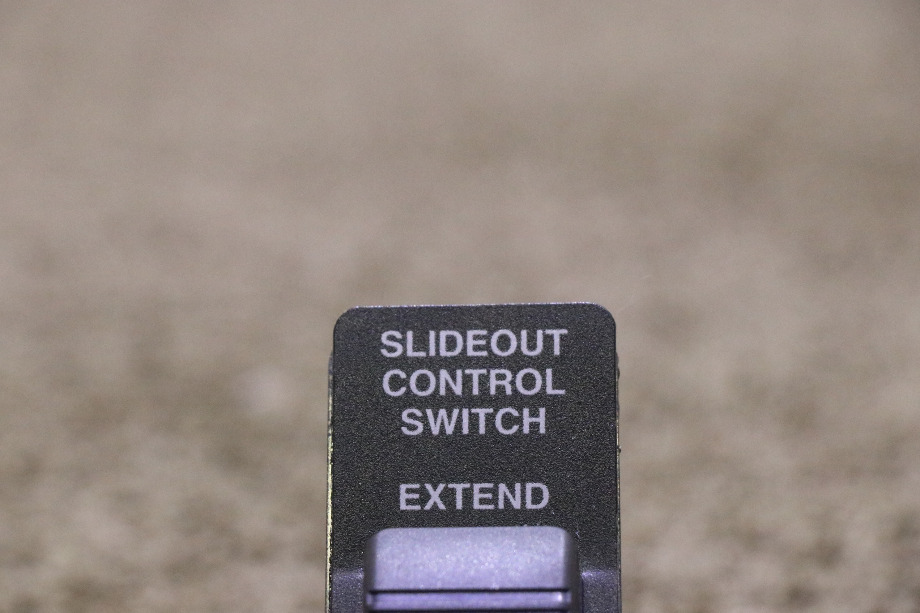 SLIDEOUT
CONTROL
SWITCH
EXTEND